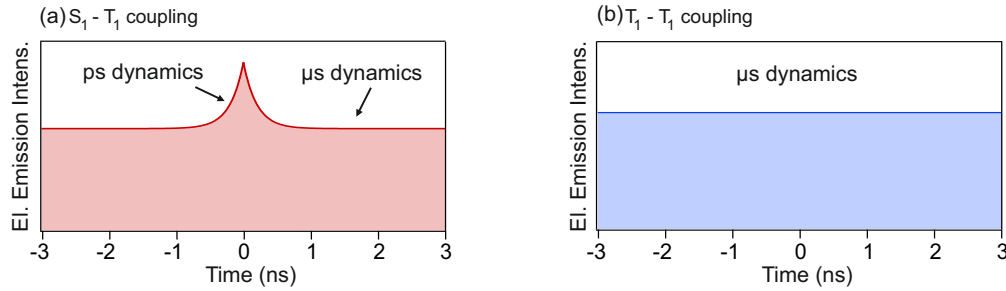 (a) S1 - T1 coupling
El. Emission Intens.
ps dynamics
µs dynamics
-3 -2 -1 0 1 2 3
Time (ns)
(b) T1 - T1 coupling
El. Emission Intens.
µs dynamics
-3 -2 -1 0 1 2 3
Time (ns)